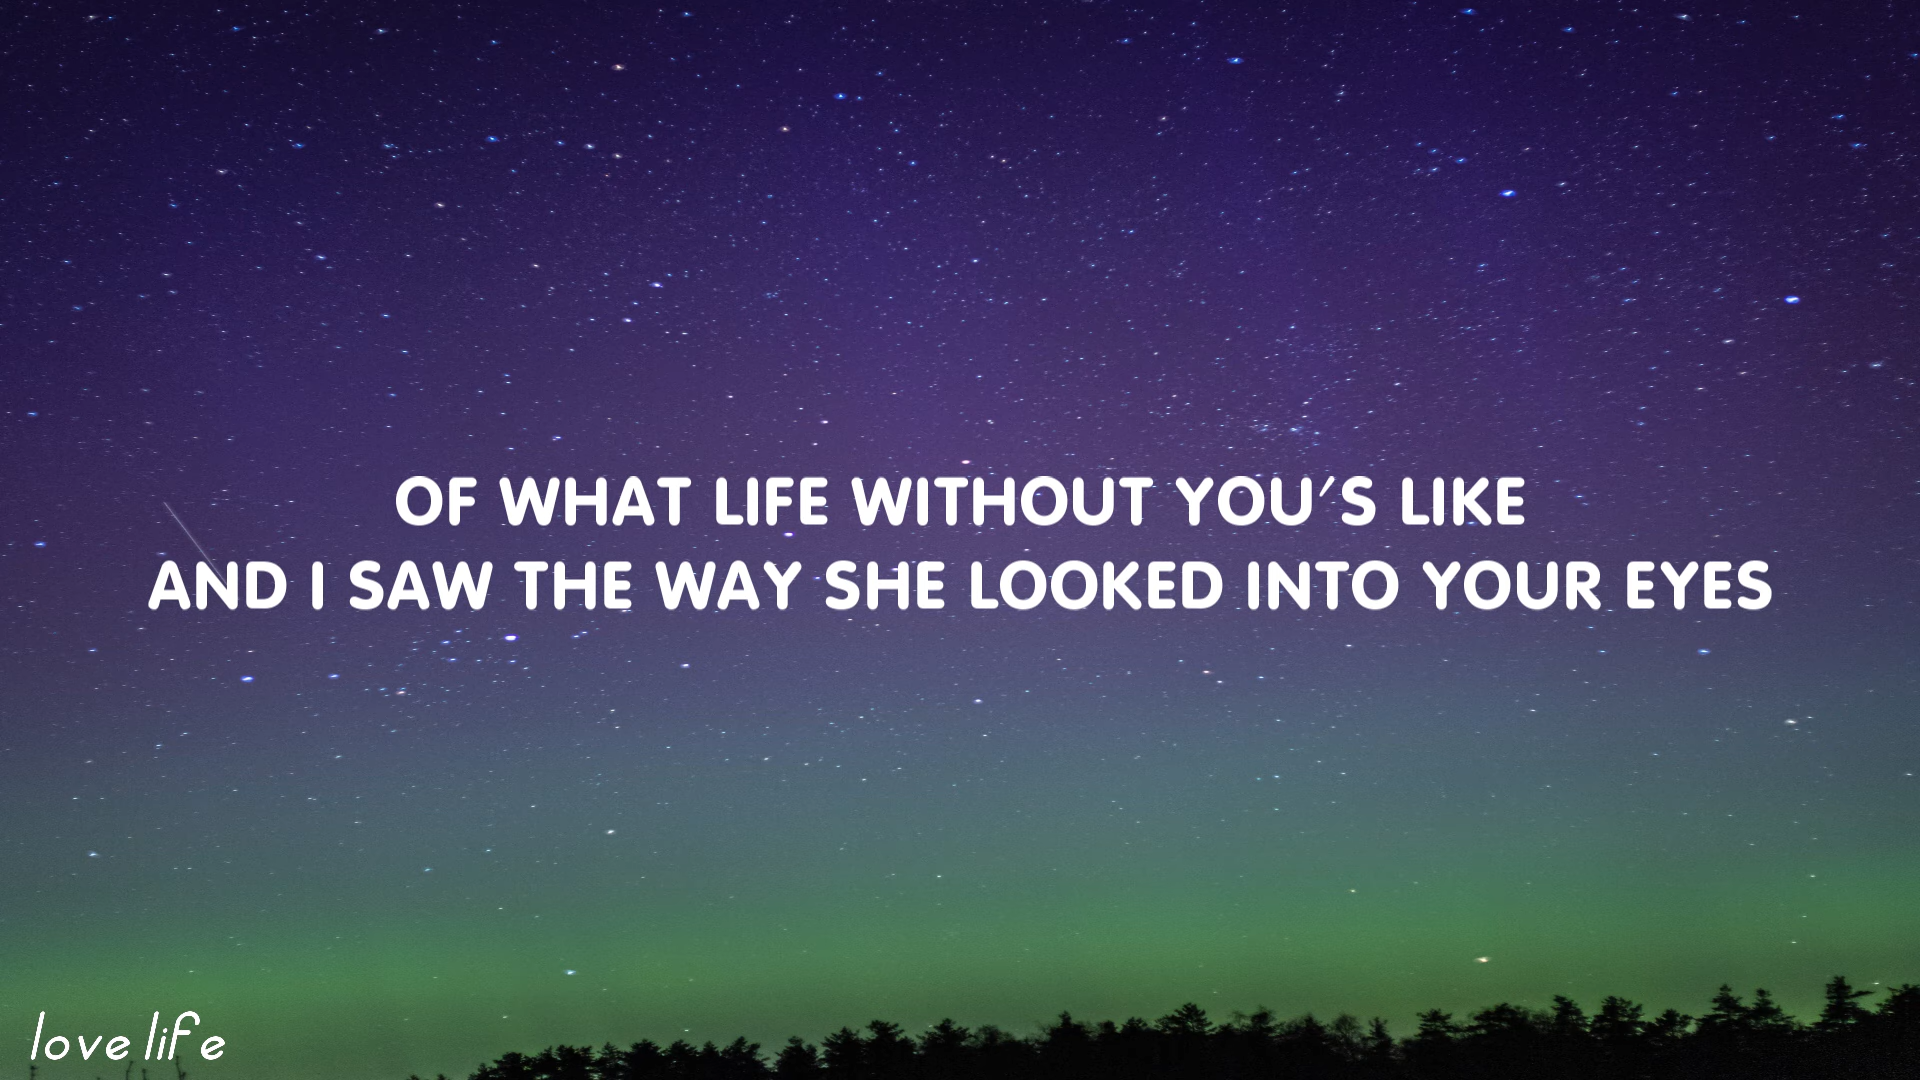 OF WHAT LIFE WITHOUT YOU'S LIKE
AND I SAW THE WAY SHE LOOKED INTO YOUR EYES
love life